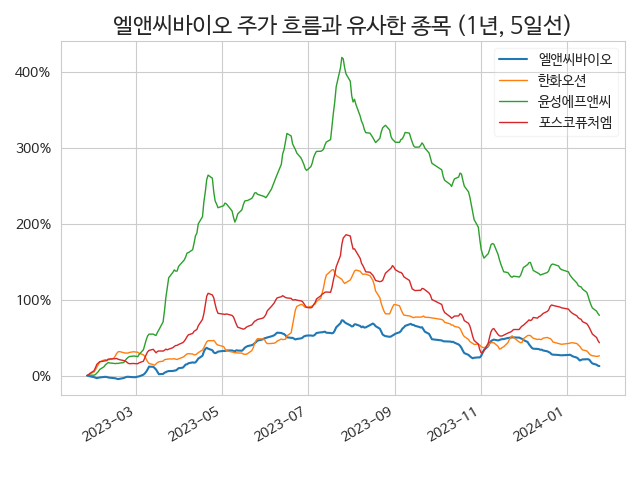 엘앤씨바이오 주가 흐름과 유사한 종목 (1년, 5일선)
엘앤씨바이오
한화오션
윤성에프앤씨
포스코퓨처엠
400%
300%
200%
100%
0%
2023-03
2023-05
2023-07
2023-09
2023-11
2024-01